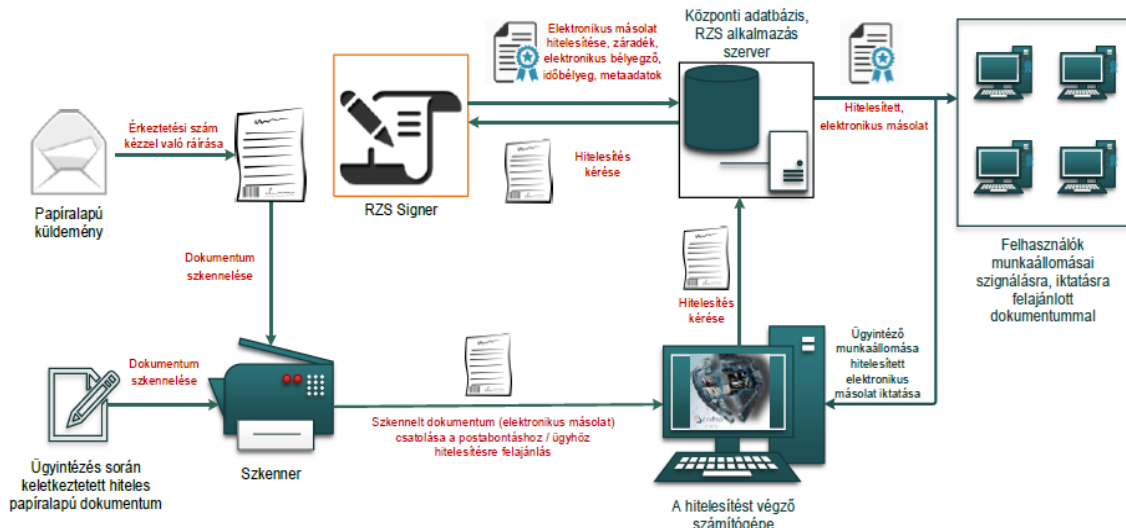 Elektronikus másolat
hitelesítése, záradék,
elektronikus bélyegző,
időbélyeg, metaadatok
Központi adatbázis,
RZS alkalmazás
szerver
Érkeztetési szám
kézzel való ráírása
Hitelesítés
kérése
Hitelesített,
elektronikus másolat
Papíralapú
küldemény
RZS Signer
Dokumentum
szkennelése
Hitelesítés
kérése
Felhasználók
munkaállomásai
szignálásra, iktatásra
felajánlott
dokumentummal
Dokumentum
szkennelése
Ügyintéző
munkaállomása
hitelesített
elektronikus
másolat iktatása
Szkennelt dokumentum (elektronikus másolat)
csatolása a postabontáshoz / ügyhöz
hitelesítésre felajánlás
Szkenner
Ügyintézés során
keletkeztetett hiteles
papíralapú dokumentum
A hitelesítést végző
számítógépe